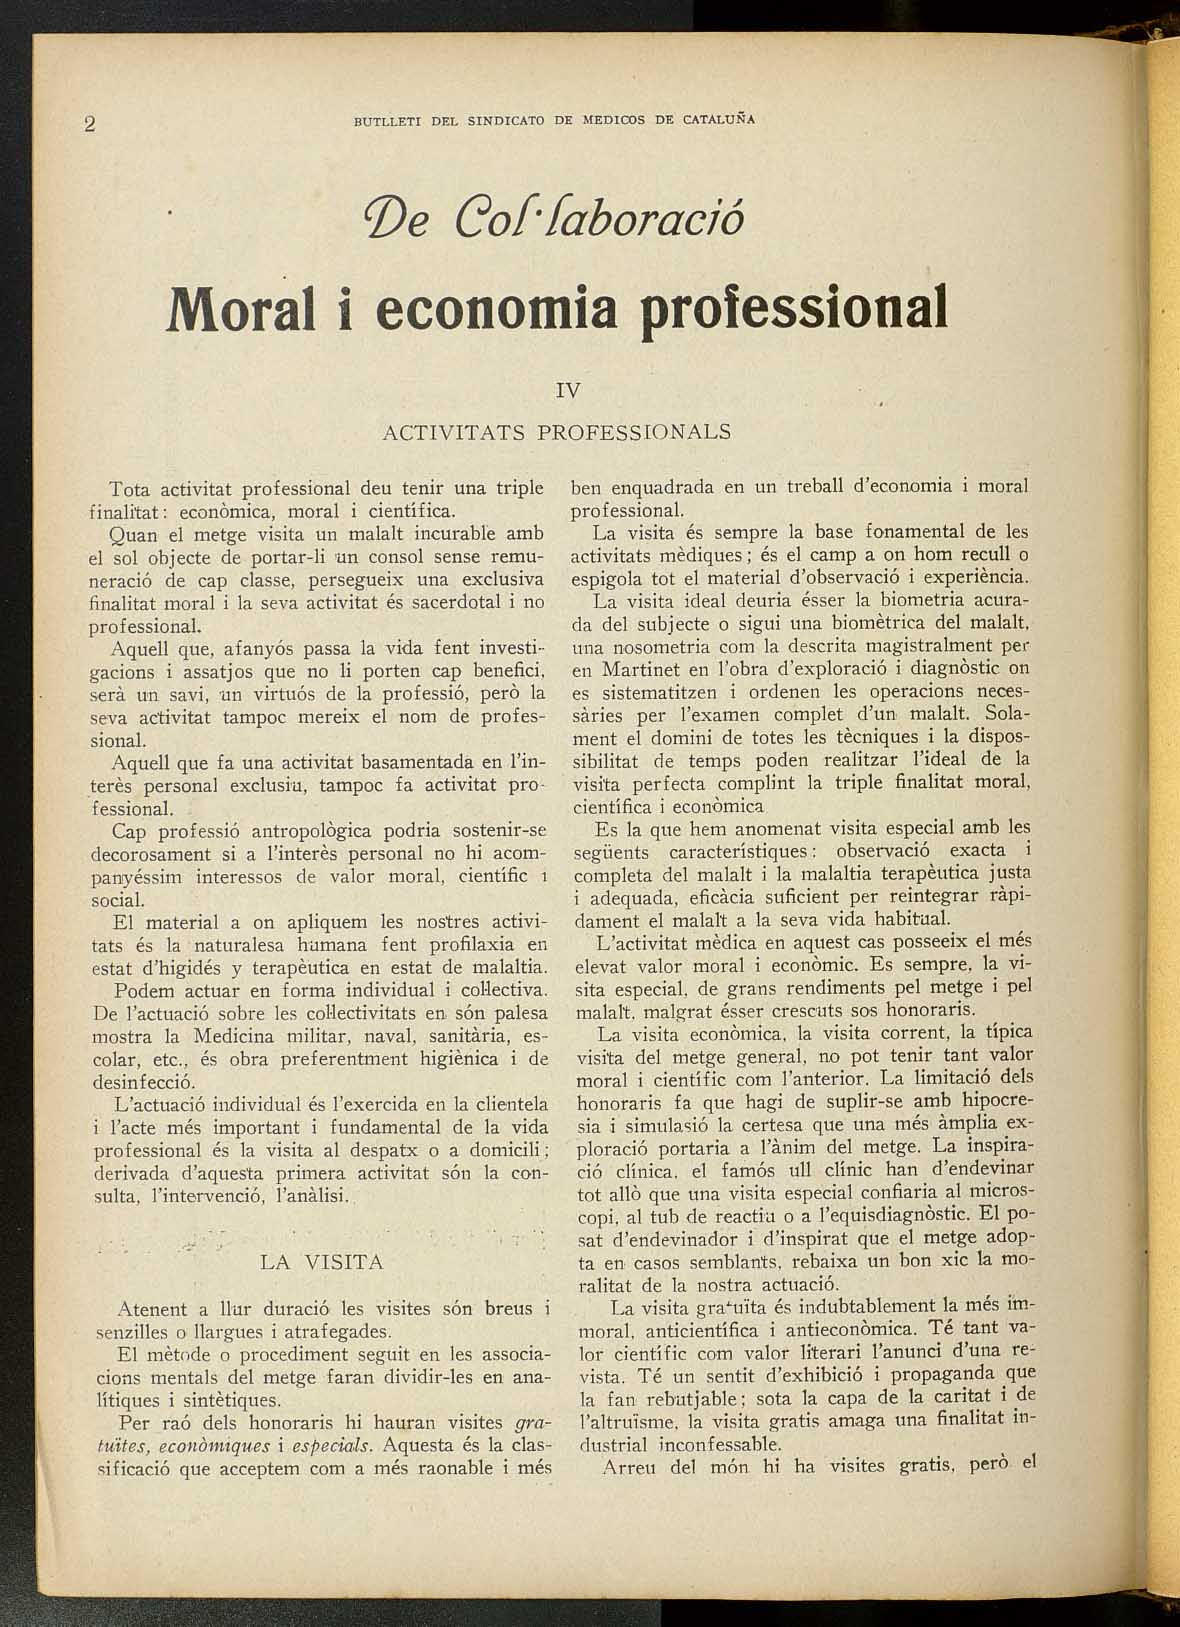 2
BUTLLETI DEL SINDICATO DE MEDICOS DE CATALUÑA
De Col·laboració
Moral i economia professional
IV
ACTIVITATS PROFESSIONALS
Tota activitat professional deu tenir una triple
finalitat: econòmica, moral i científica.
Quan el metge visita un malalt incurable amb
el sol objecte de portar-li un consol sense remu-
neració de cap classe, persegueix una exclusiva
finalitat moral i la seva activitat és sacerdotal i no
professional.
Aquell que, afanyós passa la vida fent investi-
gacions i assatjos que no li porten cap benefici,
serà un savi, un virtuós de la professió, però la
seva activitat tampoc mereix el nom de profes-
sional.
Aquell que fa una activitat basamentada en l'in-
terès personal exclusiu, tampoc fa activitat pro-
fessional.
Cap professió antropològica podria sostenir-se
decorosament si a l'interès personal no hi acom-
panyéssim interessos de valor moral, científic i
social.
El material a on apliquem les nostres activi-
tats és la naturalesa humana fent profilaxia en
estat d'higidés y terapèutica en estat de malaltia.
Podem actuar en forma individual i col·lectiva.
De l'actuació sobre les col·lectivitats en són palesa
mostra la Medicina militar, naval, sanitària, es-
colar, etc., és obra preferentment higiènica i de
desinfecció.
L'actuació individual és l'exercida en la clientela
i l'acte més important i fundamental de la vida
professional és la visita al despatx o a domicili;
derivada d'aquesta primera activitat són la con-
sulta, l'intervenció, l'anàlisi.
LA VISITA
Atenent a llur duració les visites són breus i
senzilles o llargues i atrafegades.
El mètode o procediment seguit en les associa-
cions mentals del metge faran dividir-les en ana-
lítiques i sintètiques.
Per raó dels honoraris hi hauran visites gra-
tuïtes, econòmiques i especials. Aquesta és la clas-
sificació que acceptem com a més raonable i més
ben enquadrada en un treball d'economia i moral
professional.
La visita és sempre la base fonamental de les
activitats mèdiques; és el camp a on hom recull o
espigola tot el material d'observació i experiència.
La visita ideal deuria ésser la biometria acura-
da del subjecte o sigui una biomètrica del malalt,
una nosometria com la descrita magistralment per
en Martinet en l'obra d'exploració i diagnòstic on
es sistematitzen i ordenen les operacions neces-
sàries per l'examen complet d'un malalt. Sola-
ment el domini de totes les tècniques i la dispos-
sibilitat de temps poden realitzar l'ideal de la
visita perfecta complint la triple finalitat moral,
científica i econòmica
Es la que hem anomenat visita especial amb les
següents característiques: observació exacta i
completa del malalt i la malaltia terapèutica justa
i adequada, eficàcia suficient per reintegrar ràpi-
dament el malalt a la seva vida habitual.
L'activitat mèdica en aquest cas posseeix el més
elevat valor moral i econòmic. Es sempre, la vi-
sita especial, de grans rendiments pel metge i pel
malalt, malgrat ésser crescuts sos honoraris.
La visita econòmica, la visita corrent, la típica
visita del metge general, no pot tenir tant valor
moral i científic com l'anterior. La limitació dels
honoraris fa que hagi de suplir-se amb hipocre-
sia i simulasió la certesa que una més àmplia ex-
ploració portaria a l'ànim del metge. La inspira-
ció clínica, el famós ull clínic han d'endevinar
tot allò que una visita especial confiaria al micros-
copi, al tub de reactiu o a l'equisdiagnòstic. El po-
sat d'endevinador i d'inspirat que el metge adop-
ta en casos semblants, rebaixa un bon xic la mo-
ralitat de la nostra actuació.
La visita gratuïta és indubtablement la més im-
moral, anticientífica i antieconòmica. Té tant va-
lor científic com valor literari l'anunci d'una re-
vista. Té un sentit d'exhibició i propaganda que
la fan rebutjable; sota la capa de la caritat i de
l'altruïsme, la visita gratis amaga una finalitat in-
dustrial inconfessable.
Arreu del món hi ha visites gratis, però el